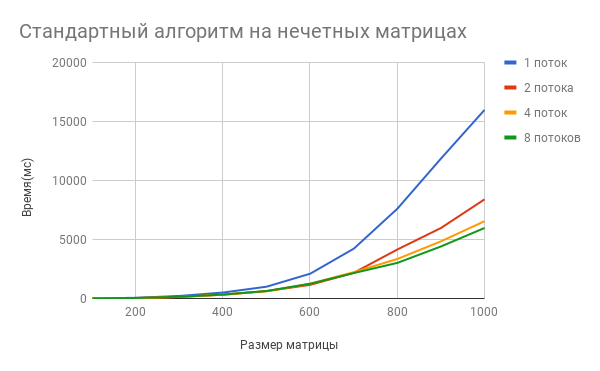 Стандартный алгоритм на нечетных матрицах
20000
15000
10000
5000
0
Время(мс)
200
400
600
800
1000
Размер матрицы
1 поток
2 потока
4 поток
8 потоков